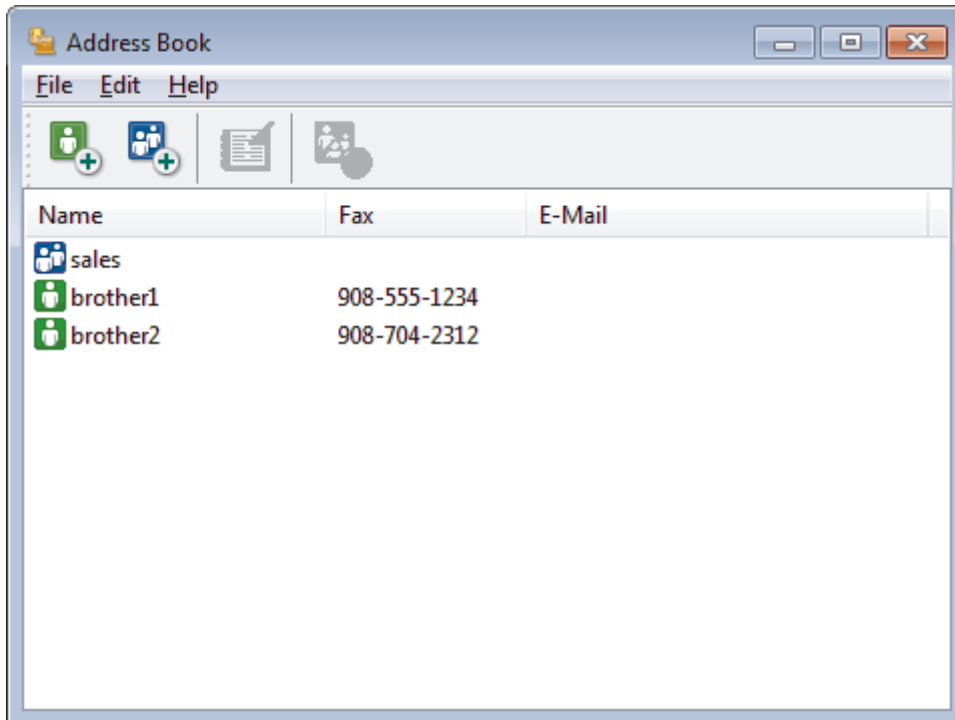 Address Book
File Edit Help
Name Fax E-Mail
sales
brother1 908-555-1234
brother2 908-704-2312